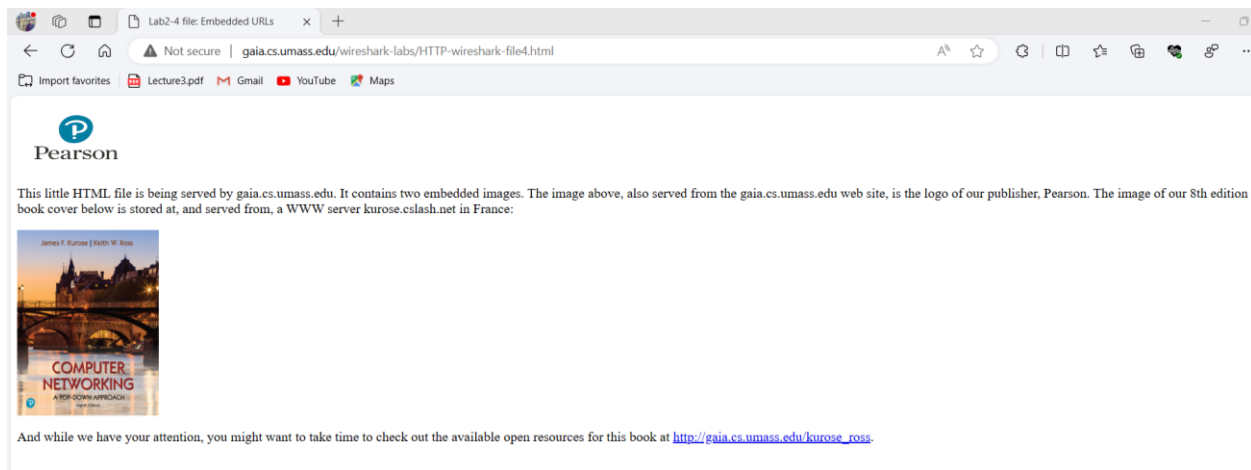 Lab2-4 file: Embedded URLs
Not secure | gaia.cs.umass.edu/wireshark-labs/HTTP-wireshark-file4.html
Import favorites Lecture3.pdf Gmail YouTube Maps
Pearson
This little HTML file is being served by gaia.cs.umass.edu. It contains two embedded images. The image above, also served from the gaia.cs.umass.edu web site, is the logo of our publisher, Pearson. The image of our 8th edition
book cover below is stored at, and served from, a WWW server kurose.cslash.net in France:
James F. Kurose | Keith W. Ross
COMPUTER
NETWORKING
A TOP-DOWN APPROACH
And while we have your attention, you might want to take time to check out the available open resources for this book at http://gaia.cs.umass.edu/kurose_ross.